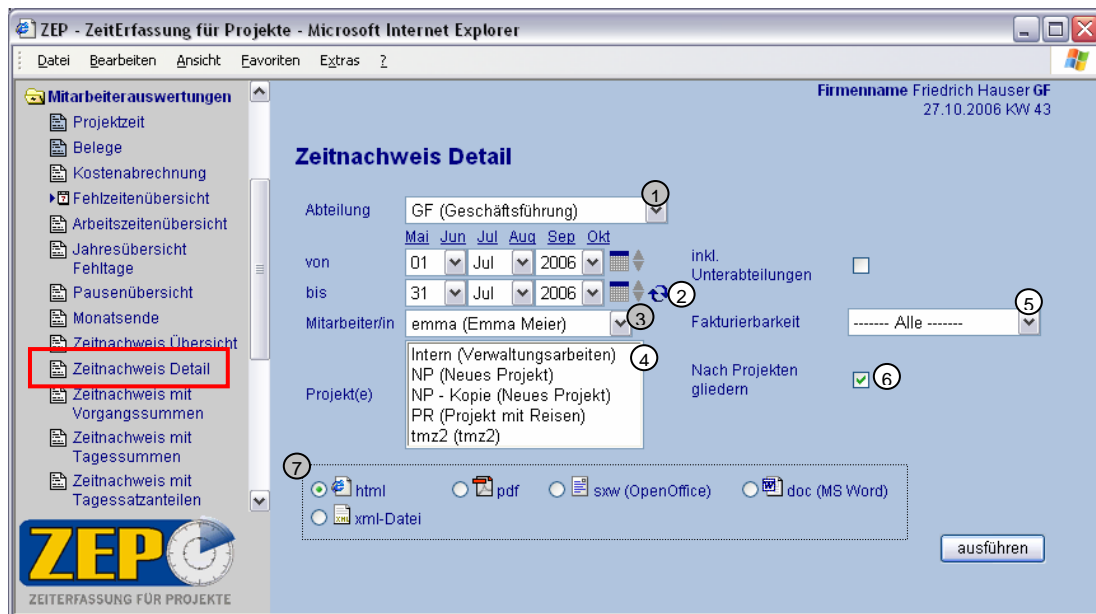 ZEP - ZeitErfassung für Projekte - Microsoft Internet Explorer
Datei Bearbeiten Ansicht Favoriten Extras ?
Mitarbeiterauswertungen
Projektzeit
Belege
Kostenabrechnung
Fehlzeitenübersicht
Arbeitszeitenübersicht
Jahresübersicht
Fehltage
Pausenübersicht
Monatsende
Zeitnachweis Übersicht
Zeitnachweis Detail
Zeitnachweis mit
Vorgangssummen
Zeitnachweis mit
Tagessummen
Zeitnachweis mit
Tagessatzanteilen
ZEP
ZEITERFASSUNG FÜR PROJEKTE
Firmenname Friedrich Hauser GF
27.10.2006 KW 43
Zeitnachweis Detail
Abteilung GF (Geschäftsführung) 1
Mai Jun Jul Aug Sep Okt
von 01 Jul 2006
inkl.
Unterabteilungen
bis 31 Jul 2006 2
Mitarbeiter/in emma (Emma Meier) 3
Fakturierbarkeit ------- Alle ------- 5
Projekt(e)
Intern (Verwaltungsarbeiten) 4
NP (Neues Projekt)
NP - Kopie (Neues Projekt)
PR (Projekt mit Reisen)
tmz2 (tmz2)
Nach Projekten
gliedern 6
7
html pdf sxw (OpenOffice) doc (MS Word)
xml-Datei
ausführen